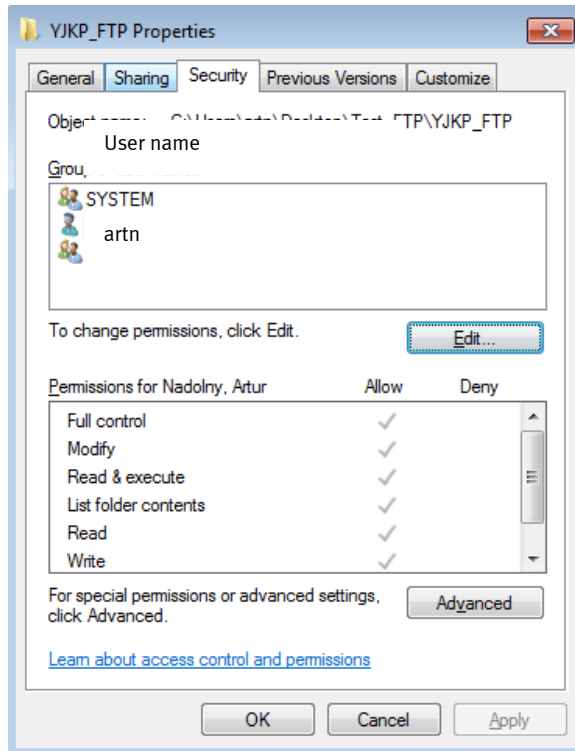 YJKP_FTP Properties
General Sharing Security Previous Versions Customize
Object FTP\YJKP_FTP
User name
Grou
SYSTEM
artn
To change permissions, click Edit.
Edit...
Permissions for Nadolny, Artur Allow Deny
Full control
Modify
Read & execute
List folder contents
Read
Write
For special permissions or advanced settings,
click Advanced.
Advanced
Learn about access control and permissions
OK Cancel Apply